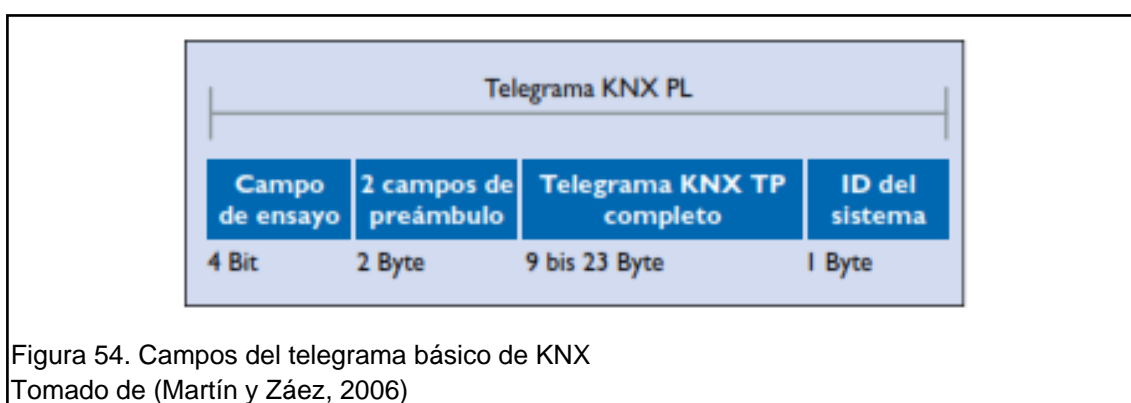 Telegrama KNX PL
Campo de ensayo
2 campos de preámbulo
Telegrama KNX TP completo
ID del sistema
4 Bit
2 Byte
9 bis 23 Byte
1 Byte
Figura 54. Campos del telegrama básico de KNX
Tomado de (Martín y Záez, 2006)